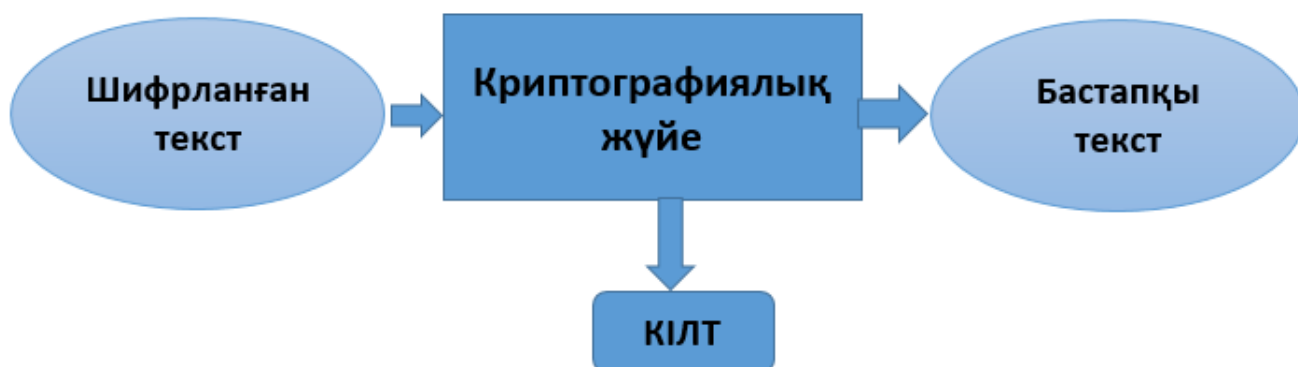 Шифрланған
текст
Криптографиялық
жүйе
Бастапқы
текст
КІЛТ